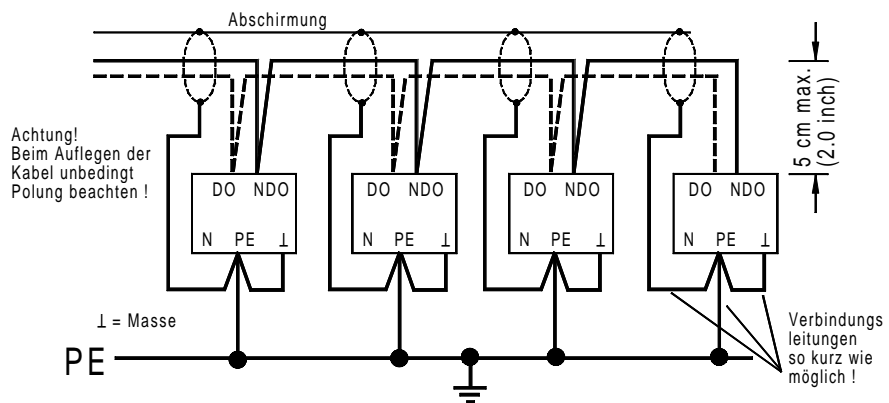 Abschirmung
5 cm max.
(2.0 inch)
Achtung!
Beim Auflegen der
Kabel unbedingt
Polung beachten !
DO NDO
N PE ⊥
DO NDO
N PE ⊥
DO NDO
N PE ⊥
DO NDO
N PE ⊥
⊥ = Masse
PE
Verbindungs
leitungen
so kurz wie
möglich !